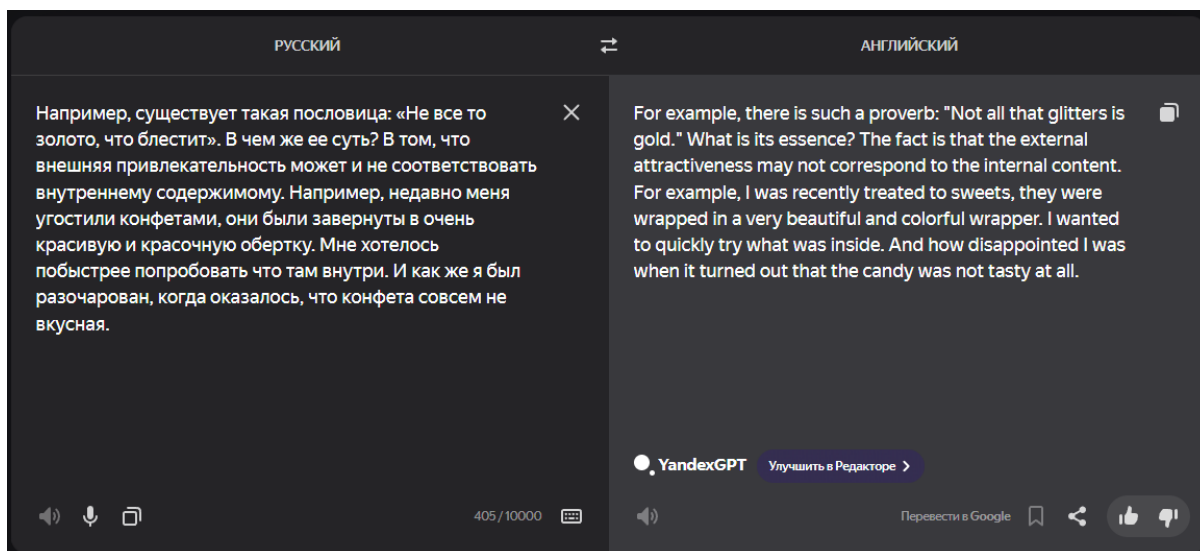 РУССКИЙ
АНГЛИЙСКИЙ
Например, существует такая пословица: «Не все то
золото, что блестит». В чем же ее суть? В том, что
внешняя привлекательность может и не соответствовать
внутреннему содержимому. Например, недавно меня
угостили конфетами, они были завернуты в очень
красивую и красочную обертку. Мне хотелось
побыстрее попробовать что там внутри. И как же я был
разочарован, когда оказалось, что конфета совсем не
вкусная.
405 / 10000
For example, there is such a proverb: "Not all that glitters is
gold." What is its essence? The fact is that the external
attractiveness may not correspond to the internal content.
For example, I was recently treated to sweets, they were
wrapped in a very beautiful and colorful wrapper. I wanted
to quickly try what was inside. And how disappointed I was
when it turned out that the candy was not tasty at all.
YandexGPT
Улучшить в Редакторе
Перевести в Google